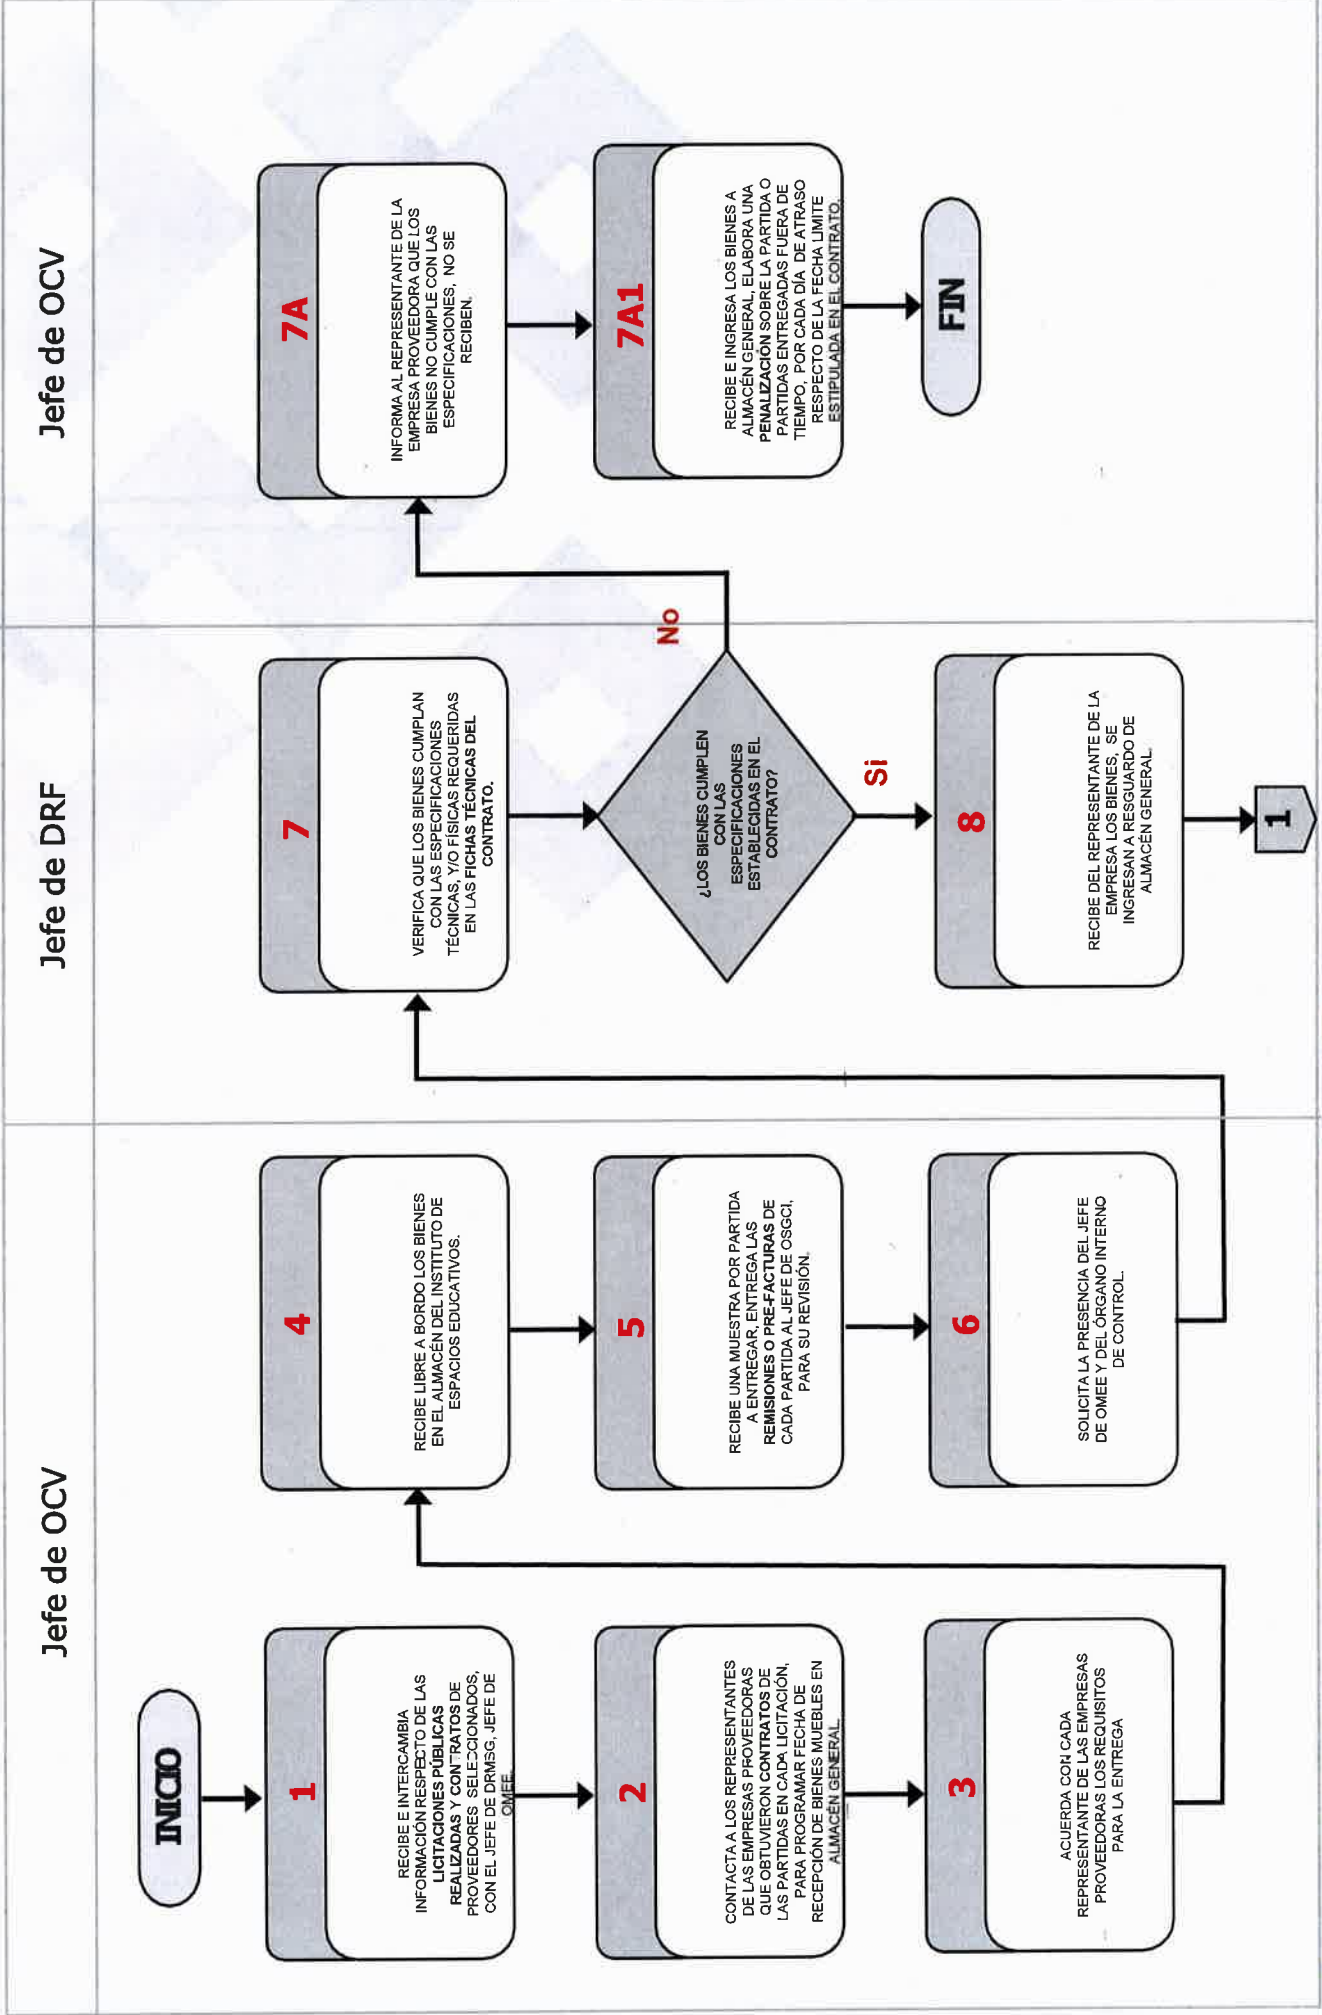 Jefe de OCV
Jefe de DRF
Jefe de OCV
INICIO
1
RECIBE E INTERCAMBIA
INFORMACIÓN RESPECTO DE LAS
LICITACIONES PÚBLICAS
REALIZADAS Y CONTRATOS DE
PROVEEDORES SELECCIONADOS,
CON EL JEFE DE DRMSG, JEFE DE
OMEE.
2
CONTACTA A LOS REPRESENTANTES
DE LAS EMPRESAS PROVEEDORAS
QUE OBTUVIERON CONTRATOS DE
LAS PARTIDAS EN CADA LICITACIÓN,
PARA PROGRAMAR FECHA DE
RECEPCIÓN DE BIENES MUEBLES EN
ALMACÉN GENERAL.
3
ACUERDA CON CADA
REPRESENTANTE DE LAS EMPRESAS
PROVEEDORAS LOS REQUISITOS
PARA LA ENTREGA
4
RECIBE LIBRE A BORDO LOS BIENES
EN EL ALMACÉN DEL INSTITUTO DE
ESPACIOS EDUCATIVOS.
5
RECIBE UNA MUESTRA POR PARTIDA
A ENTREGAR, ENTREGA LAS
REMISIONES O PRE-FACTURAS DE
CADA PARTIDA AL JEFE DE OSGCI,
PARA SU REVISIÓN.
6
SOLICITA LA PRESENCIA DEL JEFE
DE OMEE Y DEL ÓRGANO INTERNO
DE CONTROL.
7
VERIFICA QUE LOS BIENES CUMPLAN
CON LAS ESPECIFICACIONES
TÉCNICAS, Y/O FÍSICAS REQUERIDAS
EN LAS FICHAS TÉCNICAS DEL
CONTRATO.
¿LOS BIENES CUMPLEN
CON LAS
ESPECIFICACIONES
ESTABLECIDAS EN EL
CONTRATO?
No
Si
8
RECIBE DEL REPRESENTANTE DE LA
EMPRESA LOS BIENES, SE
INGRESAN A RESGUARDO DE
ALMACÉN GENERAL.
1
7A
INFORMA AL REPRESENTANTE DE LA
EMPRESA PROVEEDORA QUE LOS
BIENES NO CUMPLE CON LAS
ESPECIFICACIONES, NO SE
RECIBEN.
7A1
RECIBE E INGRESA LOS BIENES A
ALMACÉN GENERAL, ELABORA UNA
PENALIZACIÓN SOBRE LA PARTIDA O
PARTIDAS ENTREGADAS FUERA DE
TIEMPO, POR CADA DÍA DE ATRASO
RESPECTO DE LA FECHA LIMITE
ESTIPULADA EN EL CONTRATO.
FIN